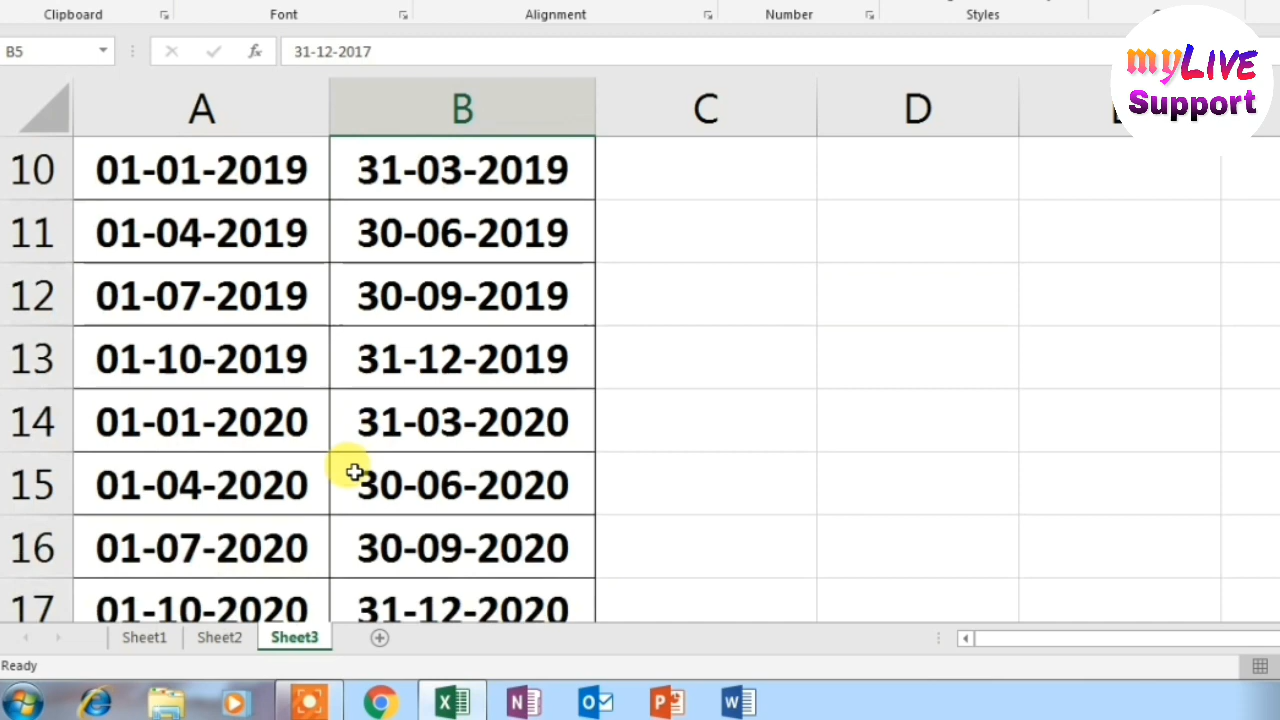 Clipboard Font Alignment Number Styles
B5 fx 31-12-2017
myLIVE
Support
A B C D
10 01-01-2019 31-03-2019
11 01-04-2019 30-06-2019
12 01-07-2019 30-09-2019
13 01-10-2019 31-12-2019
14 01-01-2020 31-03-2020
15 01-04-2020 30-06-2020
16 01-07-2020 30-09-2020
17 01-10-2020 31-12-2020
Sheet1 Sheet2 Sheet3
Ready